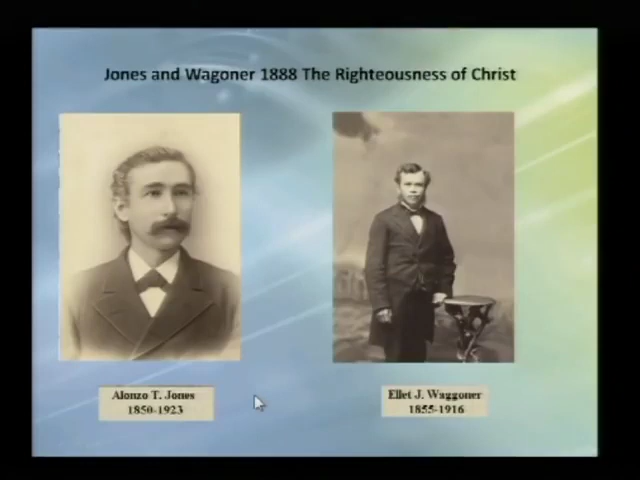 Jones and Wagoner 1888 The Righteousness of Christ
Alonzo T. Jones
1850-1923
Ellet J. Waggoner
1855-1916